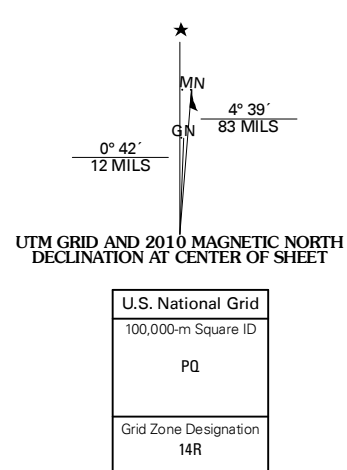 ★
MN
4° 39´
83 MILS
GN
0° 42´
12 MILS
UTM GRID AND 2010 MAGNETIC NORTH
DECLINATION AT CENTER OF SHEET
U.S. National Grid
100,000-m Square ID
PQ
Grid Zone Designation
14R